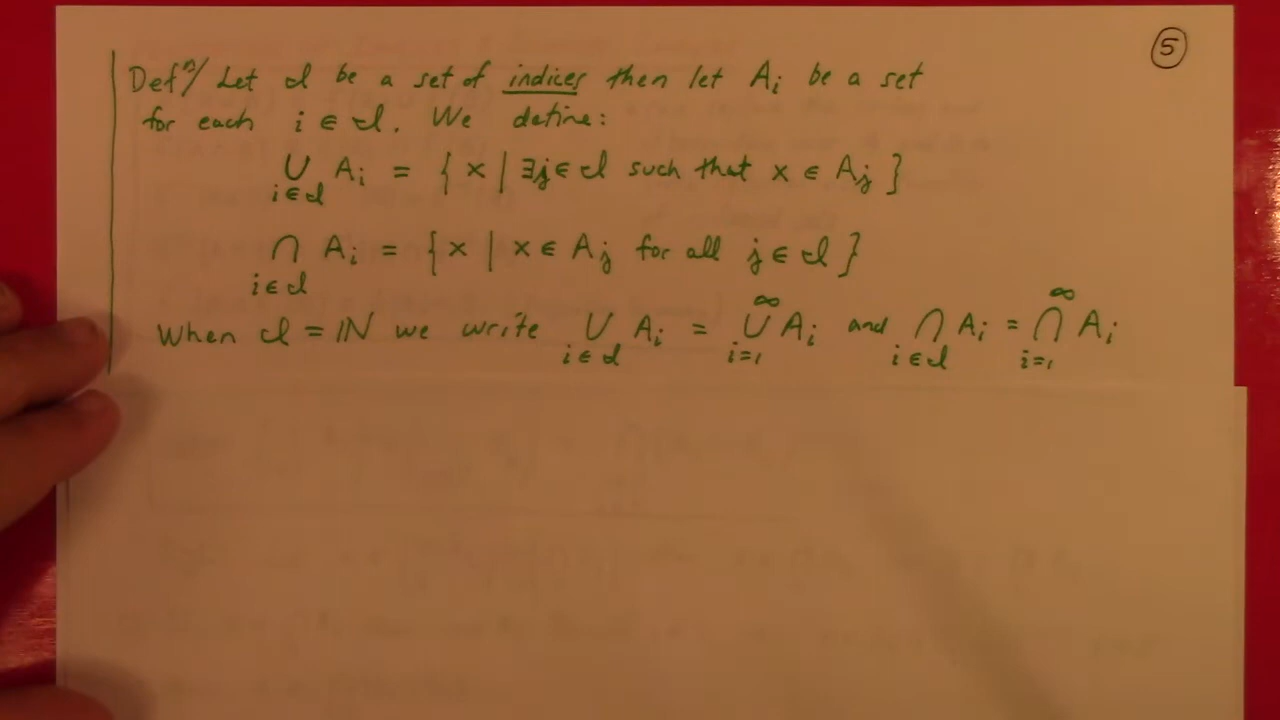 ⑤
Defⁿ/ Let 𝒥 be a set of indices then let Aᵢ be a set
for each i ∈ 𝒥. We define:
⋃_{i∈𝒥} Aᵢ = { x | ∃j∈𝒥 such that x ∈ Aⱼ }
⋂_{i∈𝒥} Aᵢ = { x | x ∈ Aⱼ for all j ∈ 𝒥 }
When 𝒥 = ℕ we write ⋃_{i∈𝒥} Aᵢ = ⋃_{i=1}^{∞} Aᵢ and ⋂_{i∈𝒥} Aᵢ = ⋂_{i=1}^{∞} Aᵢ